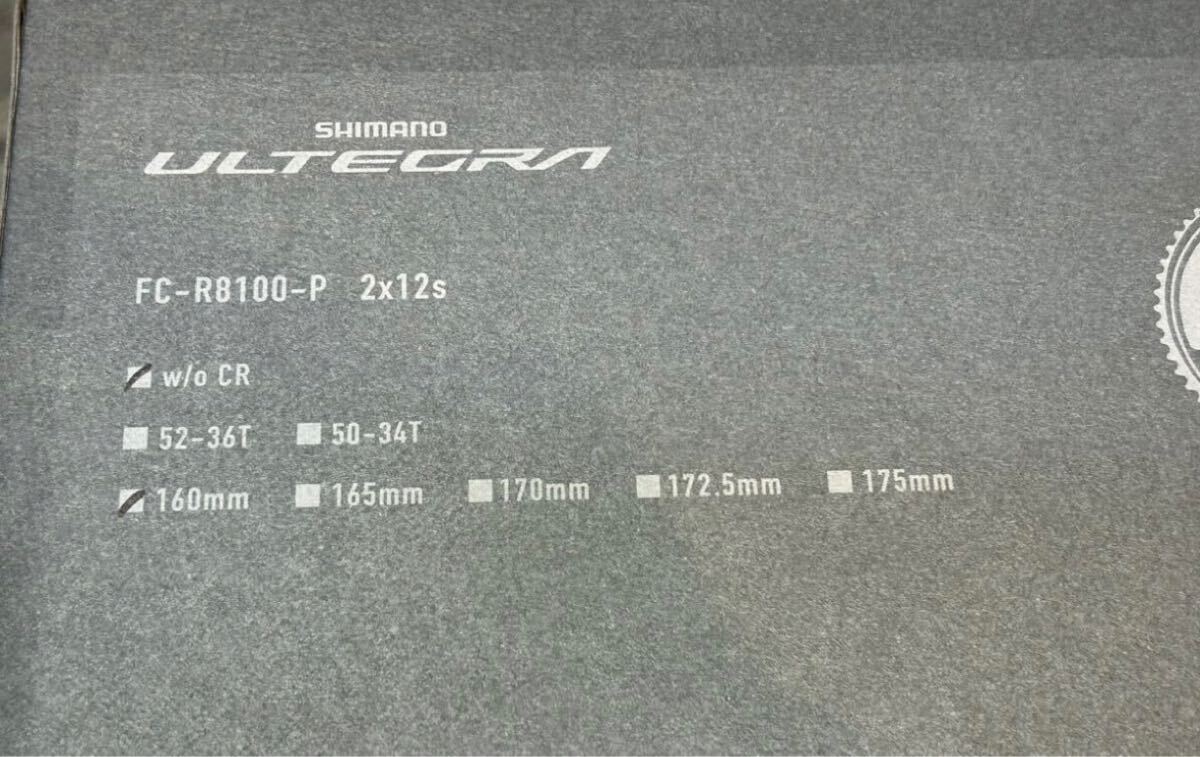 SHIMANO
ULTEGRA
FC-R8100-P 2x12s
w/o CR
52-36T 50-34T
160mm 165mm 170mm 172.5mm 175mm